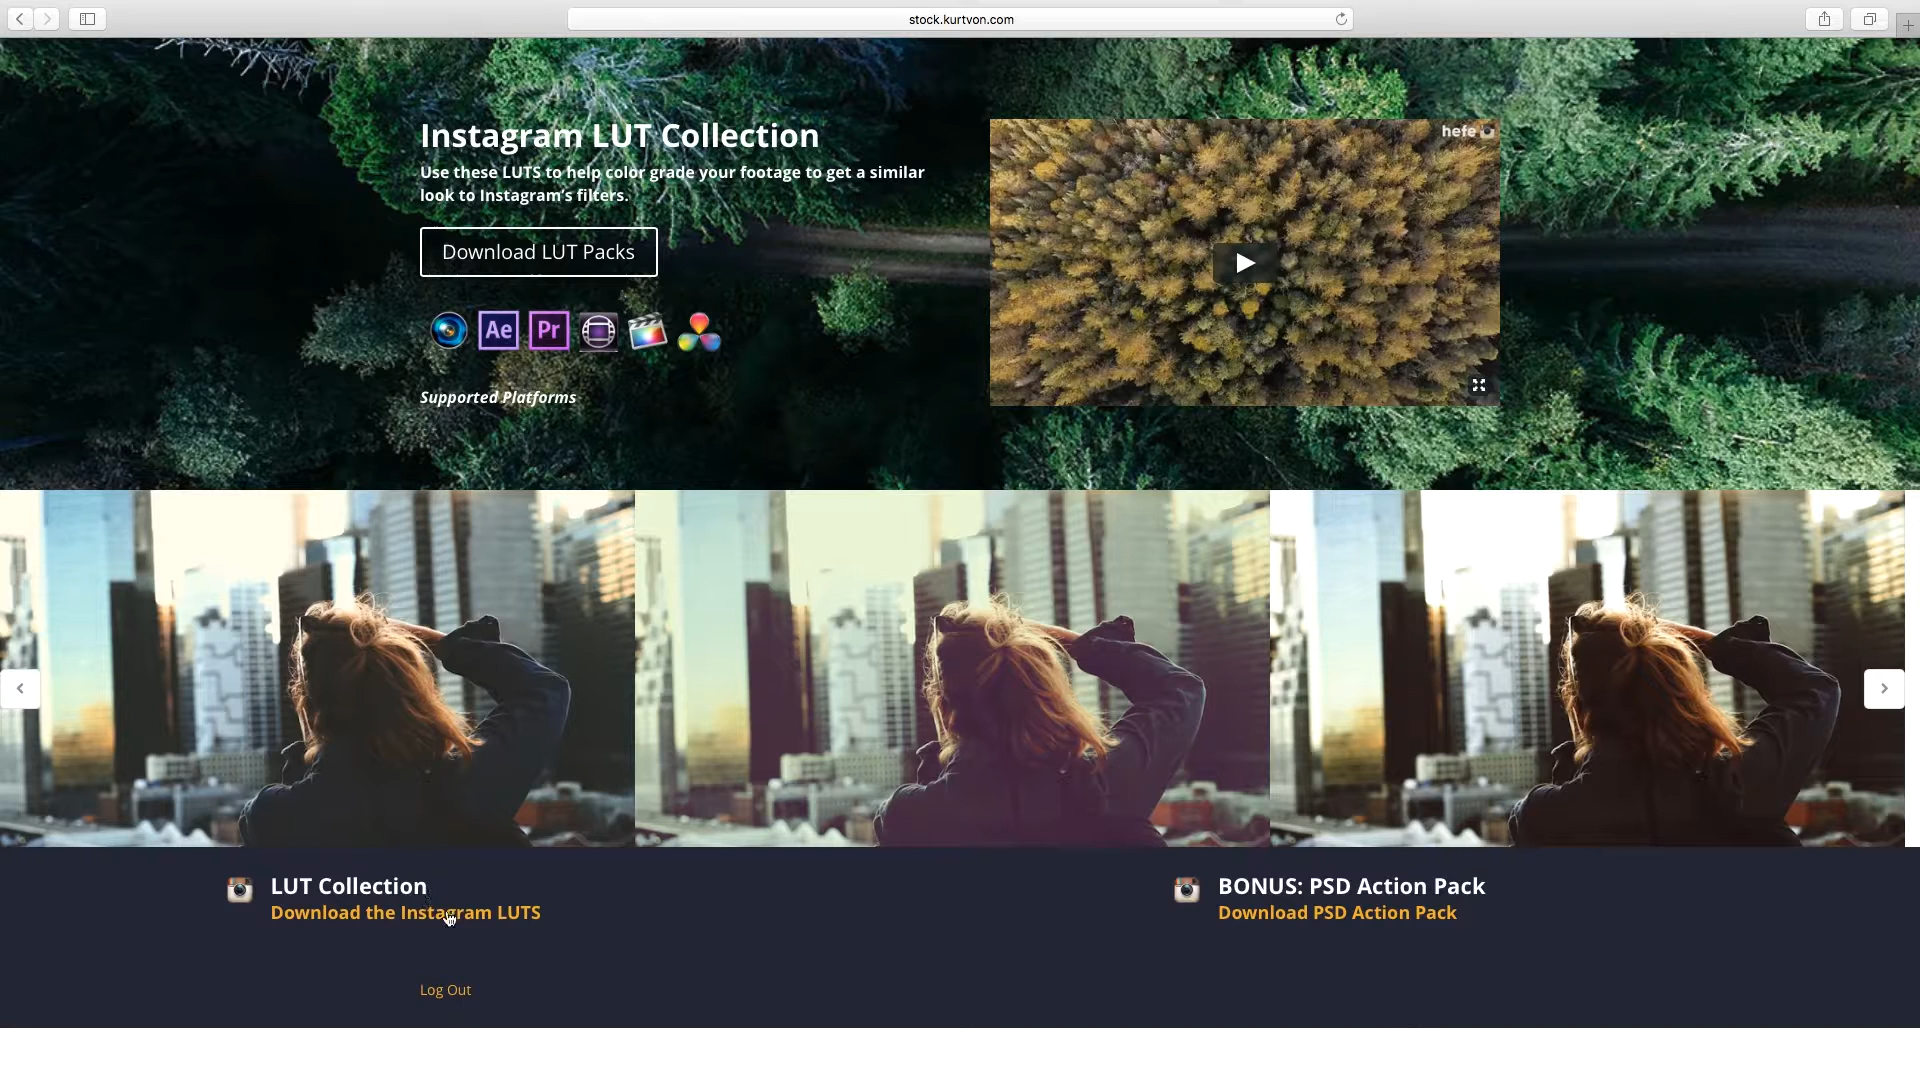 stock.kurtvon.com
Instagram LUT Collection
Use these LUTS to help color grade your footage to get a similar
look to Instagram's filters.
Download LUT Packs
Ae
Pr
Supported Platforms
hefe
LUT Collection
Download the Instagram LUTS
Log Out
BONUS: PSD Action Pack
Download PSD Action Pack